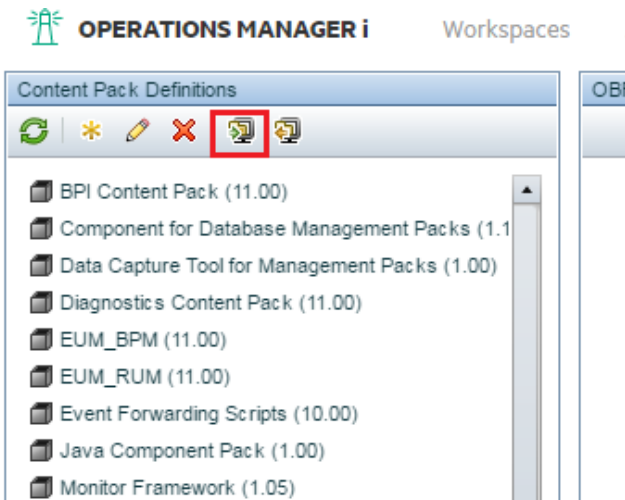 OPERATIONS MANAGER i Workspaces
Content Pack Definitions
BPI Content Pack (11.00)
Component for Database Management Packs (1.1
Data Capture Tool for Management Packs (1.00)
Diagnostics Content Pack (11.00)
EUM_BPM (11.00)
EUM_RUM (11.00)
Event Forwarding Scripts (10.00)
Java Component Pack (1.00)
Monitor Framework (1.05)